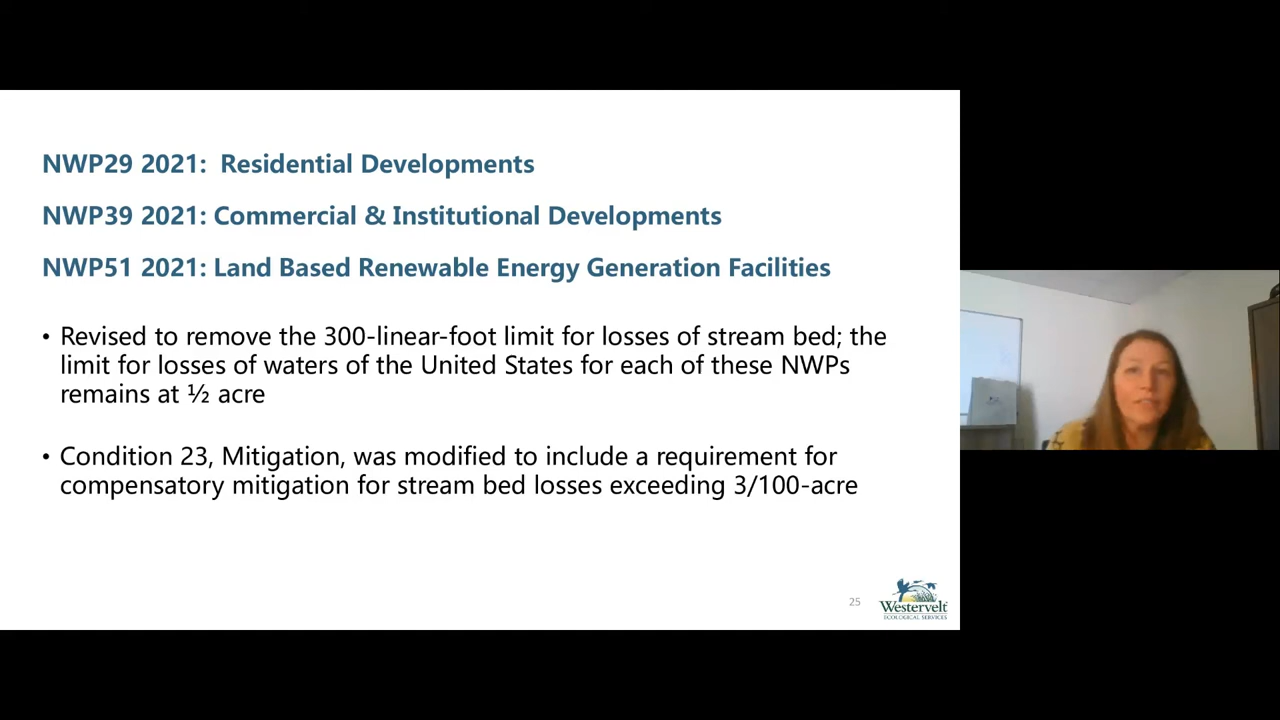 NWP29 2021: Residential Developments
NWP39 2021: Commercial & Institutional Developments
NWP51 2021: Land Based Renewable Energy Generation Facilities
• Revised to remove the 300-linear-foot limit for losses of stream bed; the
limit for losses of waters of the United States for each of these NWPs
remains at ½ acre
• Condition 23, Mitigation, was modified to include a requirement for
compensatory mitigation for stream bed losses exceeding 3/100-acre
25
Westervelt
ECOLOGICAL SERVICES